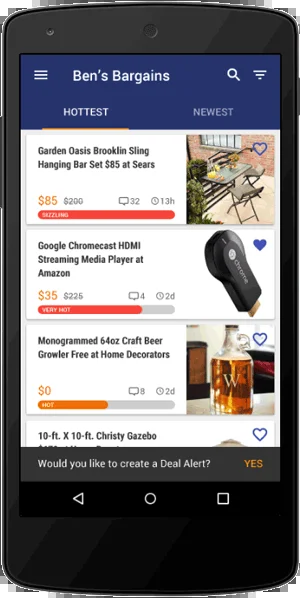 Ben's Bargains
HOTTEST
NEWEST
Garden Oasis Brooklin Sling
Hanging Bar Set $85 at Sears
$85 $200 32 13h
SIZZLING
Google Chromecast HDMI
Streaming Media Player at
Amazon
chrome
$35 $225 4 2d
VERY HOT
Monogrammed 64oz Craft Beer
Growler Free at Home Decorators
W
$0 8 2d
HOT
10-ft. X 10-ft. Christy Gazebo
Would you like to create a Deal Alert? YES